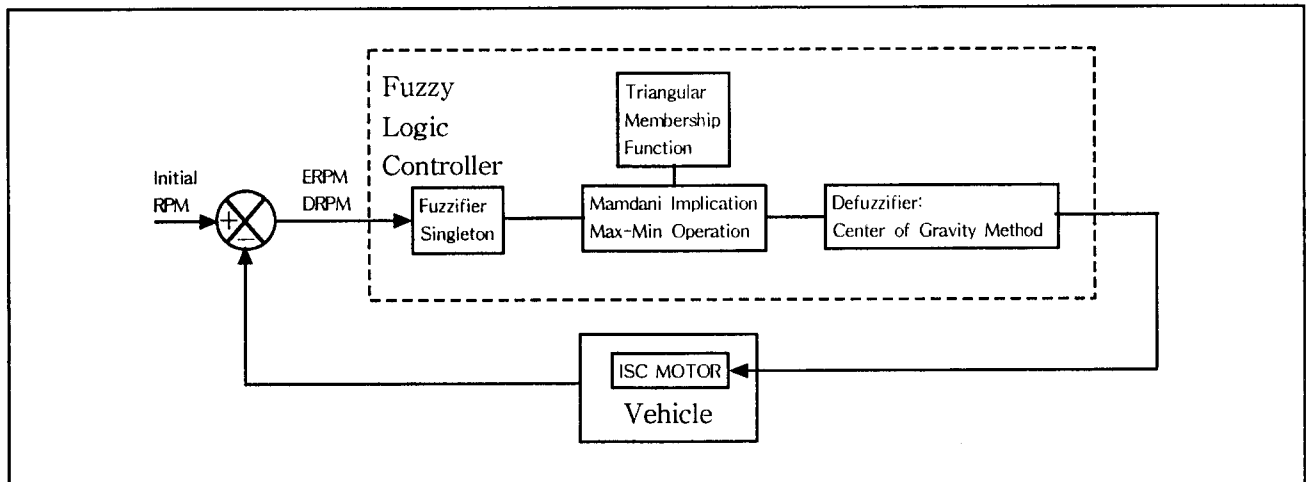 Fuzzy
Logic
Controller
Triangular
Membership
Function
Initial
RPM
+
−
ERPM
DRPM
Fuzzifier
Singleton
Mamdani Implication
Max-Min Operation
Defuzzifier:
Center of Gravity Method
ISC MOTOR
Vehicle